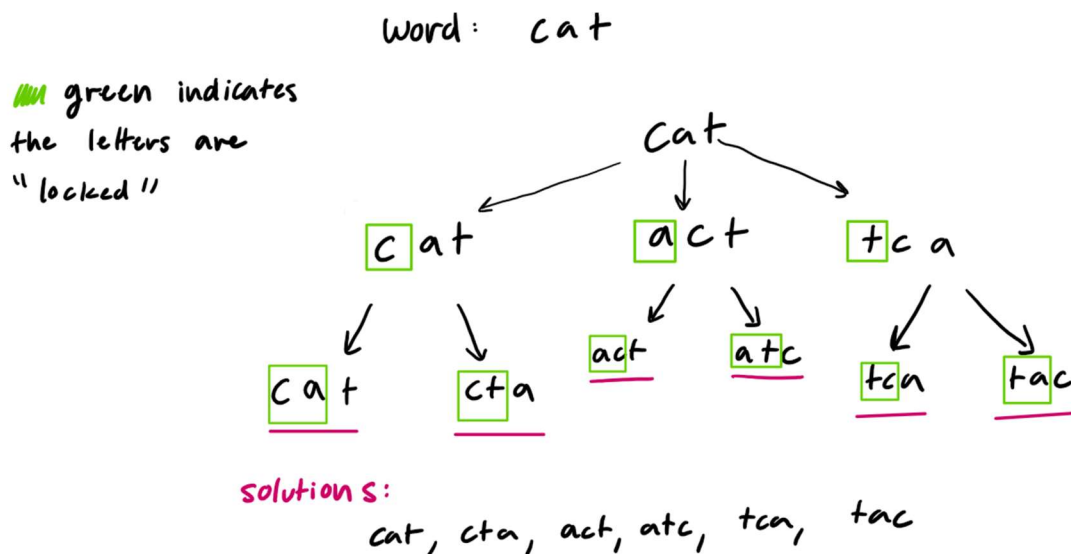 word: cat
green indicates
the letters are
"locked"
cat
cat act tca
cat cta act atc tca tac
solutions:
cat, cta, act, atc, tca, tac